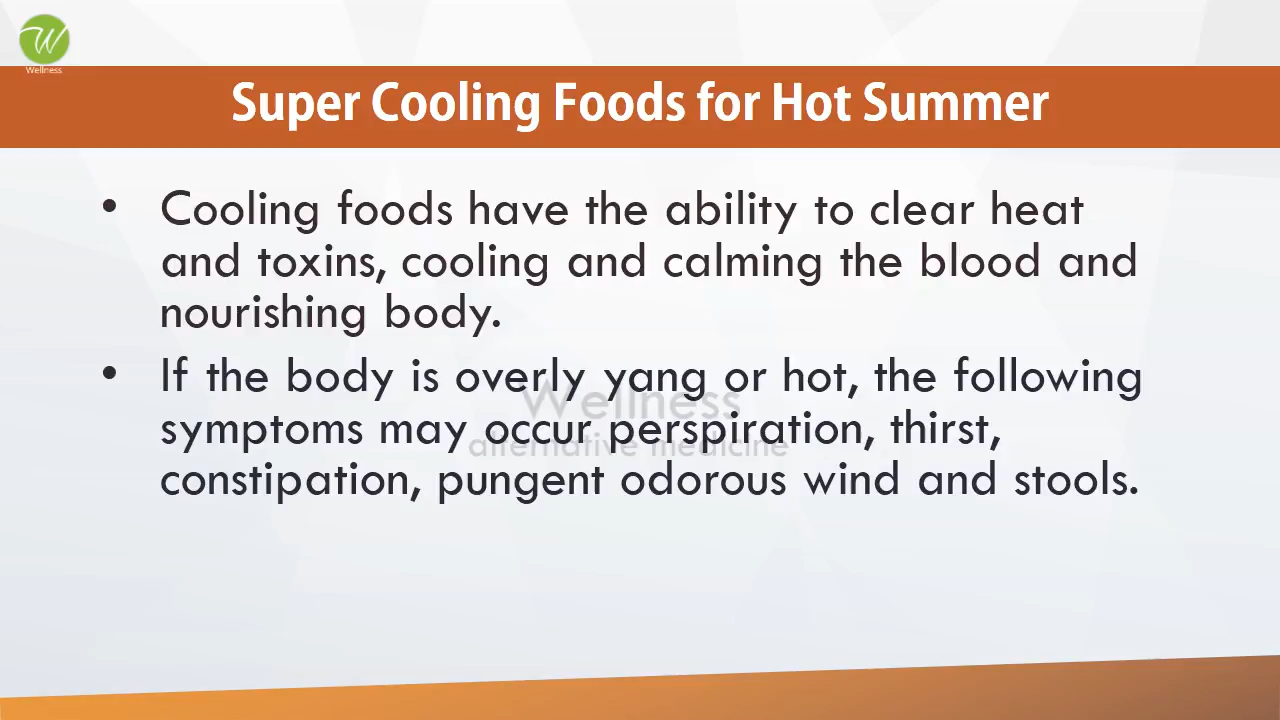 W
Wellness
Super Cooling Foods for Hot Summer
• Cooling foods have the ability to clear heat
and toxins, cooling and calming the blood and
nourishing body.
• If the body is overly yang or hot, the following
symptoms may occur perspiration, thirst,
constipation, pungent odorous wind and stools.
Wellness
alternative medicine